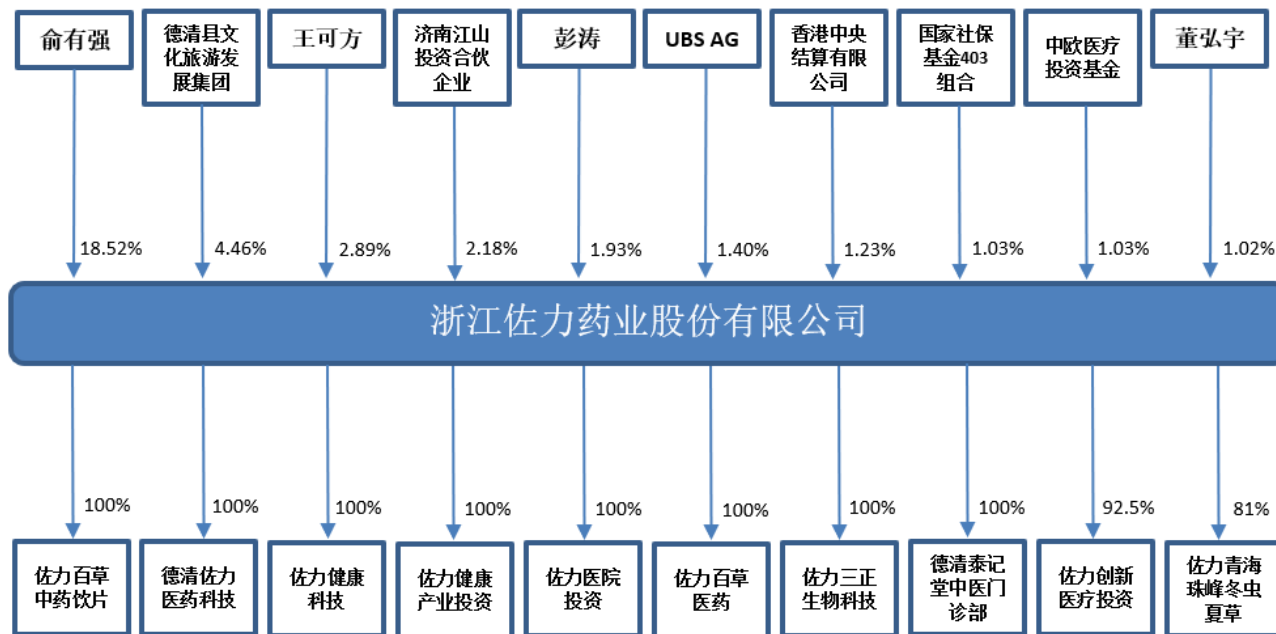 俞有强
德清县文
化旅游发
展集团
王可方
济南江山
投资合伙
企业
彭涛
UBS AG
香港中央
结算有限
公司
国家社保
基金403
组合
中欧医疗
投资基金
董弘宇
18.52%
4.46%
2.89%
2.18%
1.93%
1.40%
1.23%
1.03%
1.03%
1.02%
浙江佐力药业股份有限公司
100%
100%
100%
100%
100%
100%
100%
100%
92.5%
81%
佐力百草
中药饮片
德清佐力
医药科技
佐力健康
科技
佐力健康
产业投资
佐力医院
投资
佐力百草
医药
佐力三正
生物科技
德清泰记
堂中医门
诊部
佐力创新
医疗投资
佐力青海
珠峰冬虫
夏草